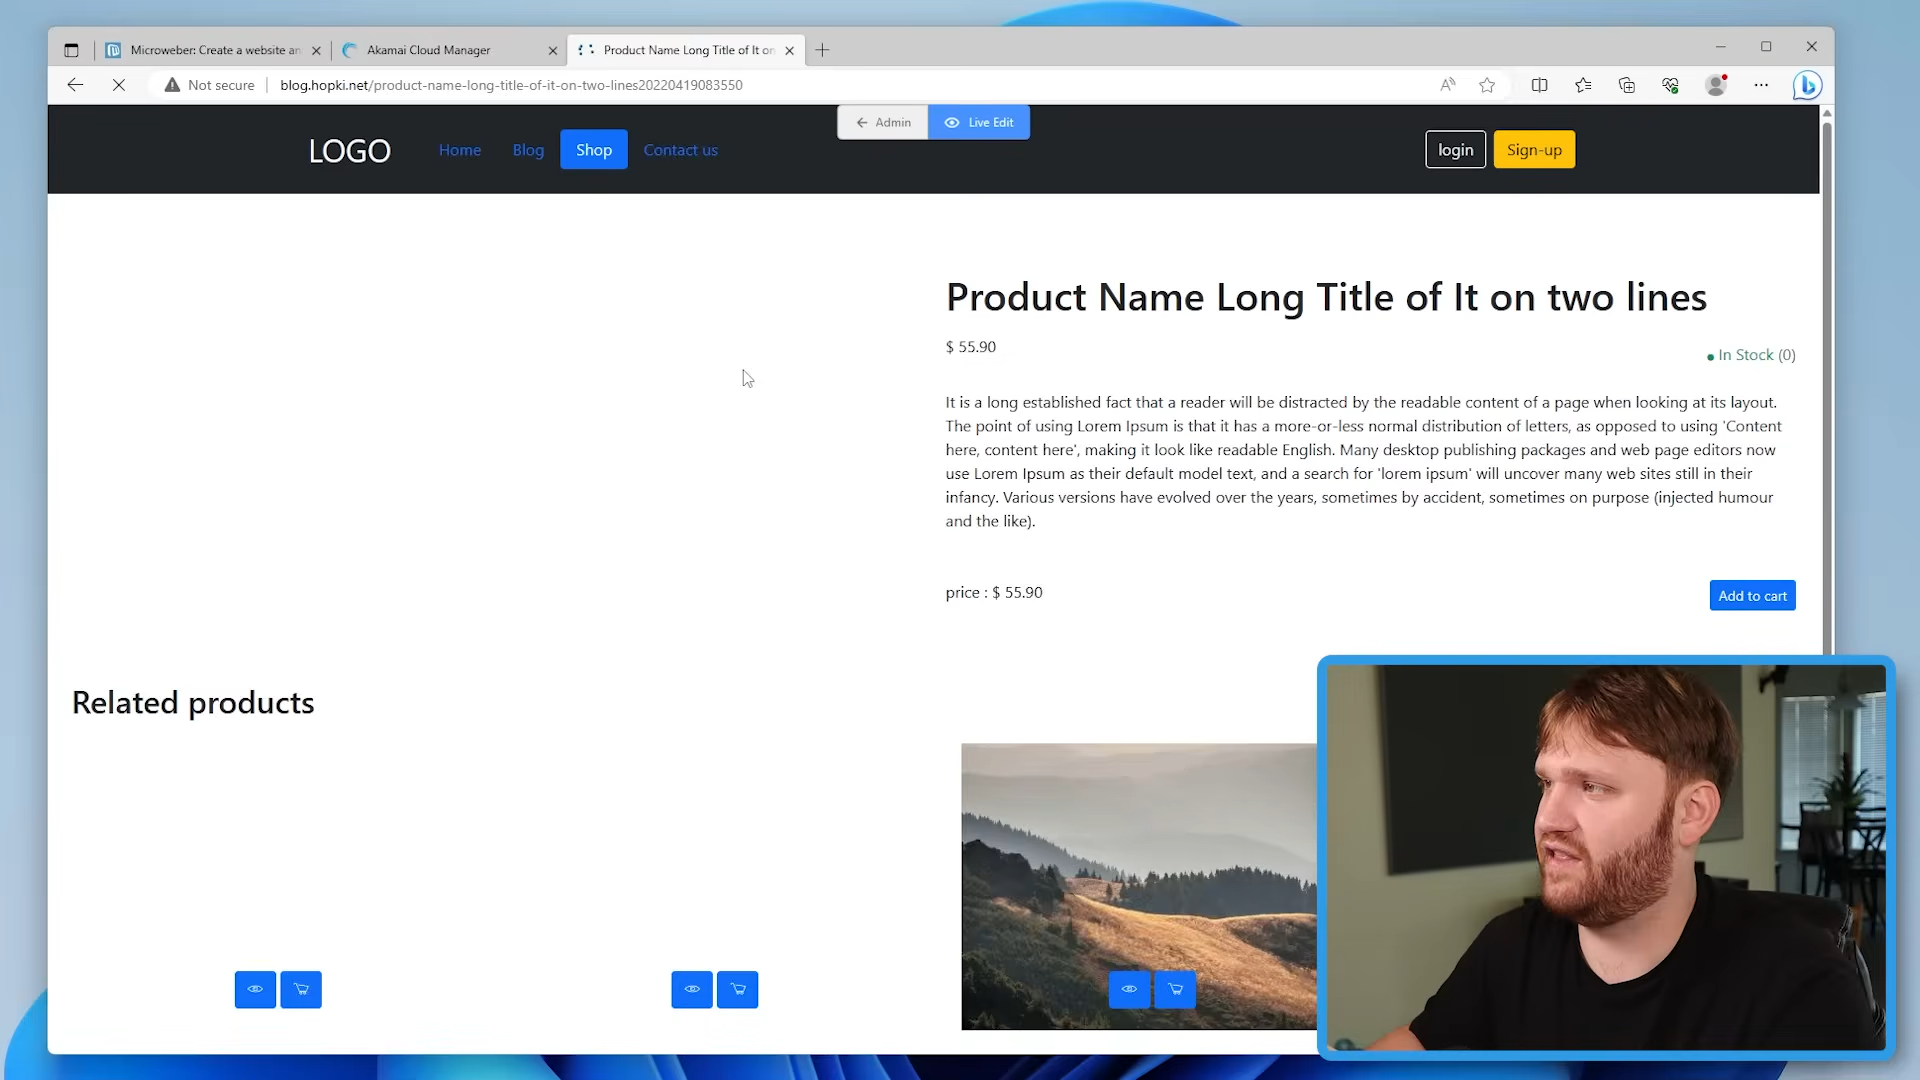 Microweber: Create a website an
Akamai Cloud Manager
Product Name Long Title of It on
Not secure
blog.hopki.net/product-name-long-title-of-it-on-two-lines20220419083550
Admin
Live Edit
LOGO
Home
Blog
Shop
Contact us
login
Sign-up
Product Name Long Title of It on two lines
$ 55.90
In Stock (0)
It is a long established fact that a reader will be distracted by the readable content of a page when looking at its layout.
The point of using Lorem Ipsum is that it has a more-or-less normal distribution of letters, as opposed to using 'Content
here, content here', making it look like readable English. Many desktop publishing packages and web page editors now
use Lorem Ipsum as their default model text, and a search for 'lorem ipsum' will uncover many web sites still in their
infancy. Various versions have evolved over the years, sometimes by accident, sometimes on purpose (injected humour
and the like).
price : $ 55.90
Add to cart
Related products